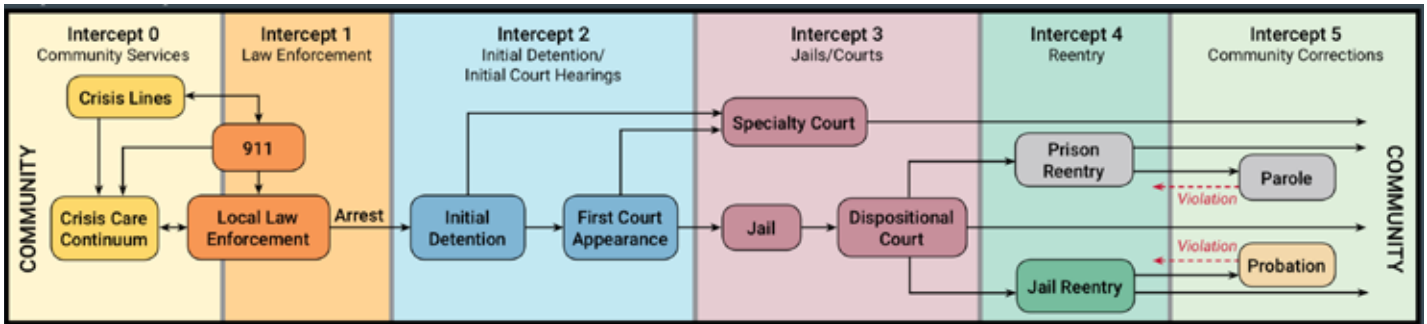 Intercept 0
Community Services
Intercept 1
Law Enforcement
Intercept 2
Initial Detention/
Initial Court Hearings
Intercept 3
Jails/Courts
Intercept 4
Reentry
Intercept 5
Community Corrections
COMMUNITY
Crisis Lines
911
Crisis Care
Continuum
Local Law
Enforcement
Arrest
Initial
Detention
First Court
Appearance
Specialty Court
Jail
Dispositional
Court
Prison
Reentry
Jail Reentry
Parole
Violation
Violation
Probation
COMMUNITY